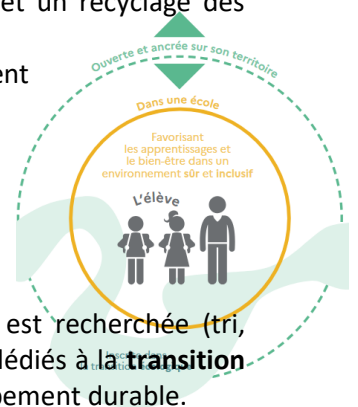 et un recyclage des
ent
Ouverte et ancrée sur son territoire
Dans une école
Favorisant
les apprentissages et
le bien-être dans un
environnement sûr et inclusif
L'élève
est recherchée (tri,
dédiés à la transition
pement durable.